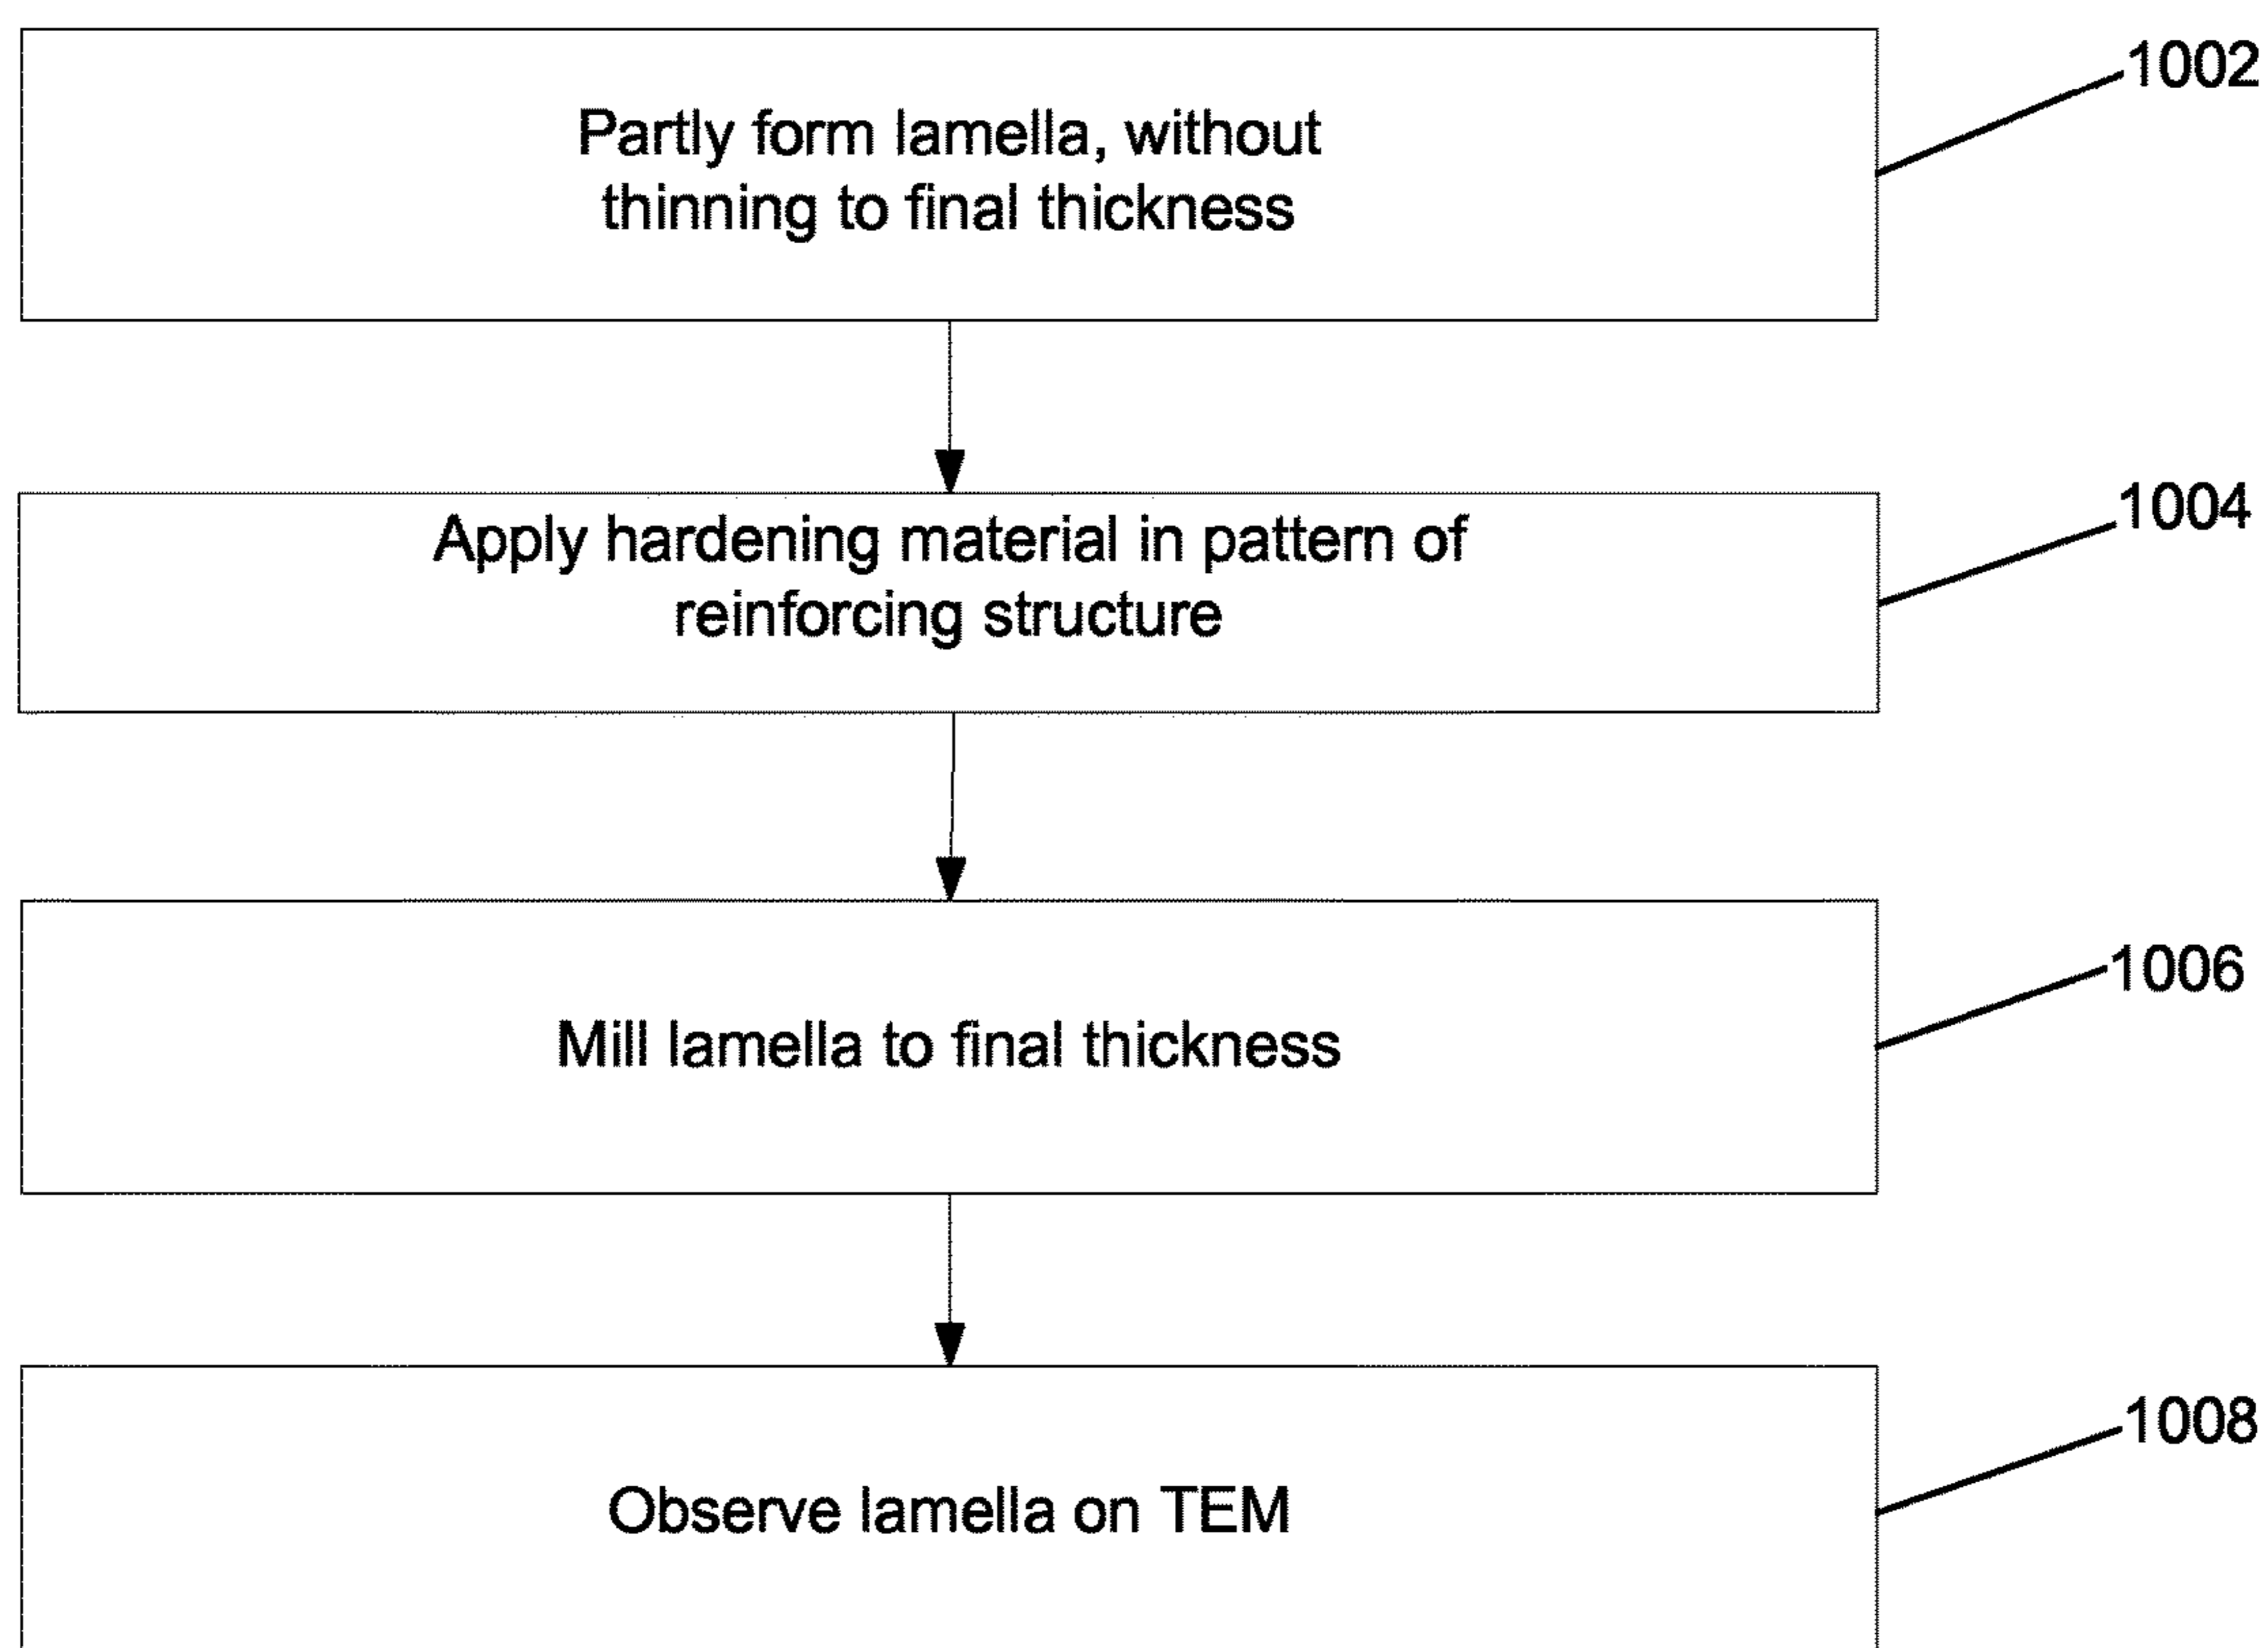 1002
Partly form lamella, without
thinning to final thickness
1004
Apply hardening material in pattern of
reinforcing structure
1006
Mill lamella to final thickness
1008
Observe lamella on TEM